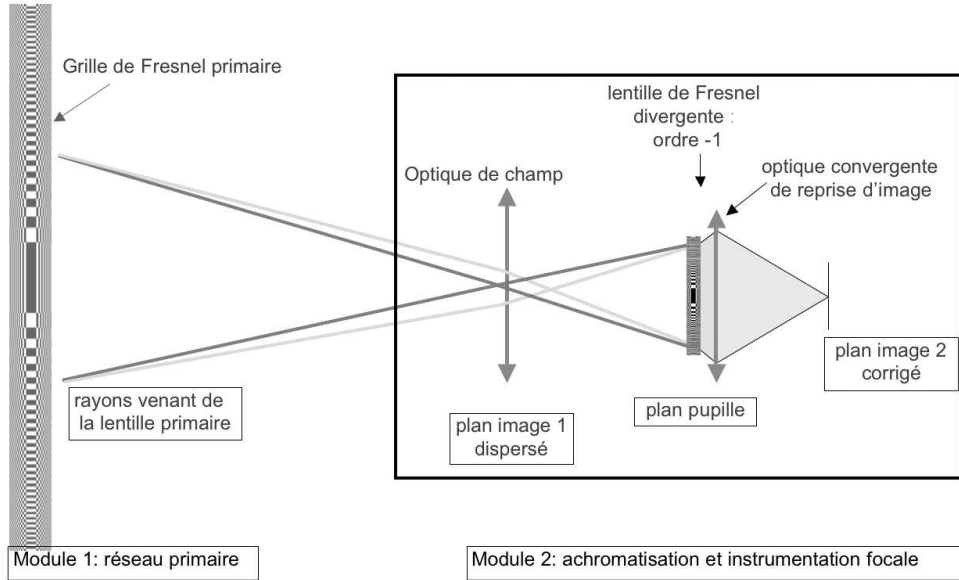 Grille de Fresnel primaire
lentille de Fresnel
divergente :
ordre -1
Optique de champ
optique convergente
de reprise d'image
rayons venant de
la lentille primaire
plan image 1
dispersé
plan pupille
plan image 2
corrigé
Module 1: réseau primaire
Module 2: achromatisation et instrumentation focale